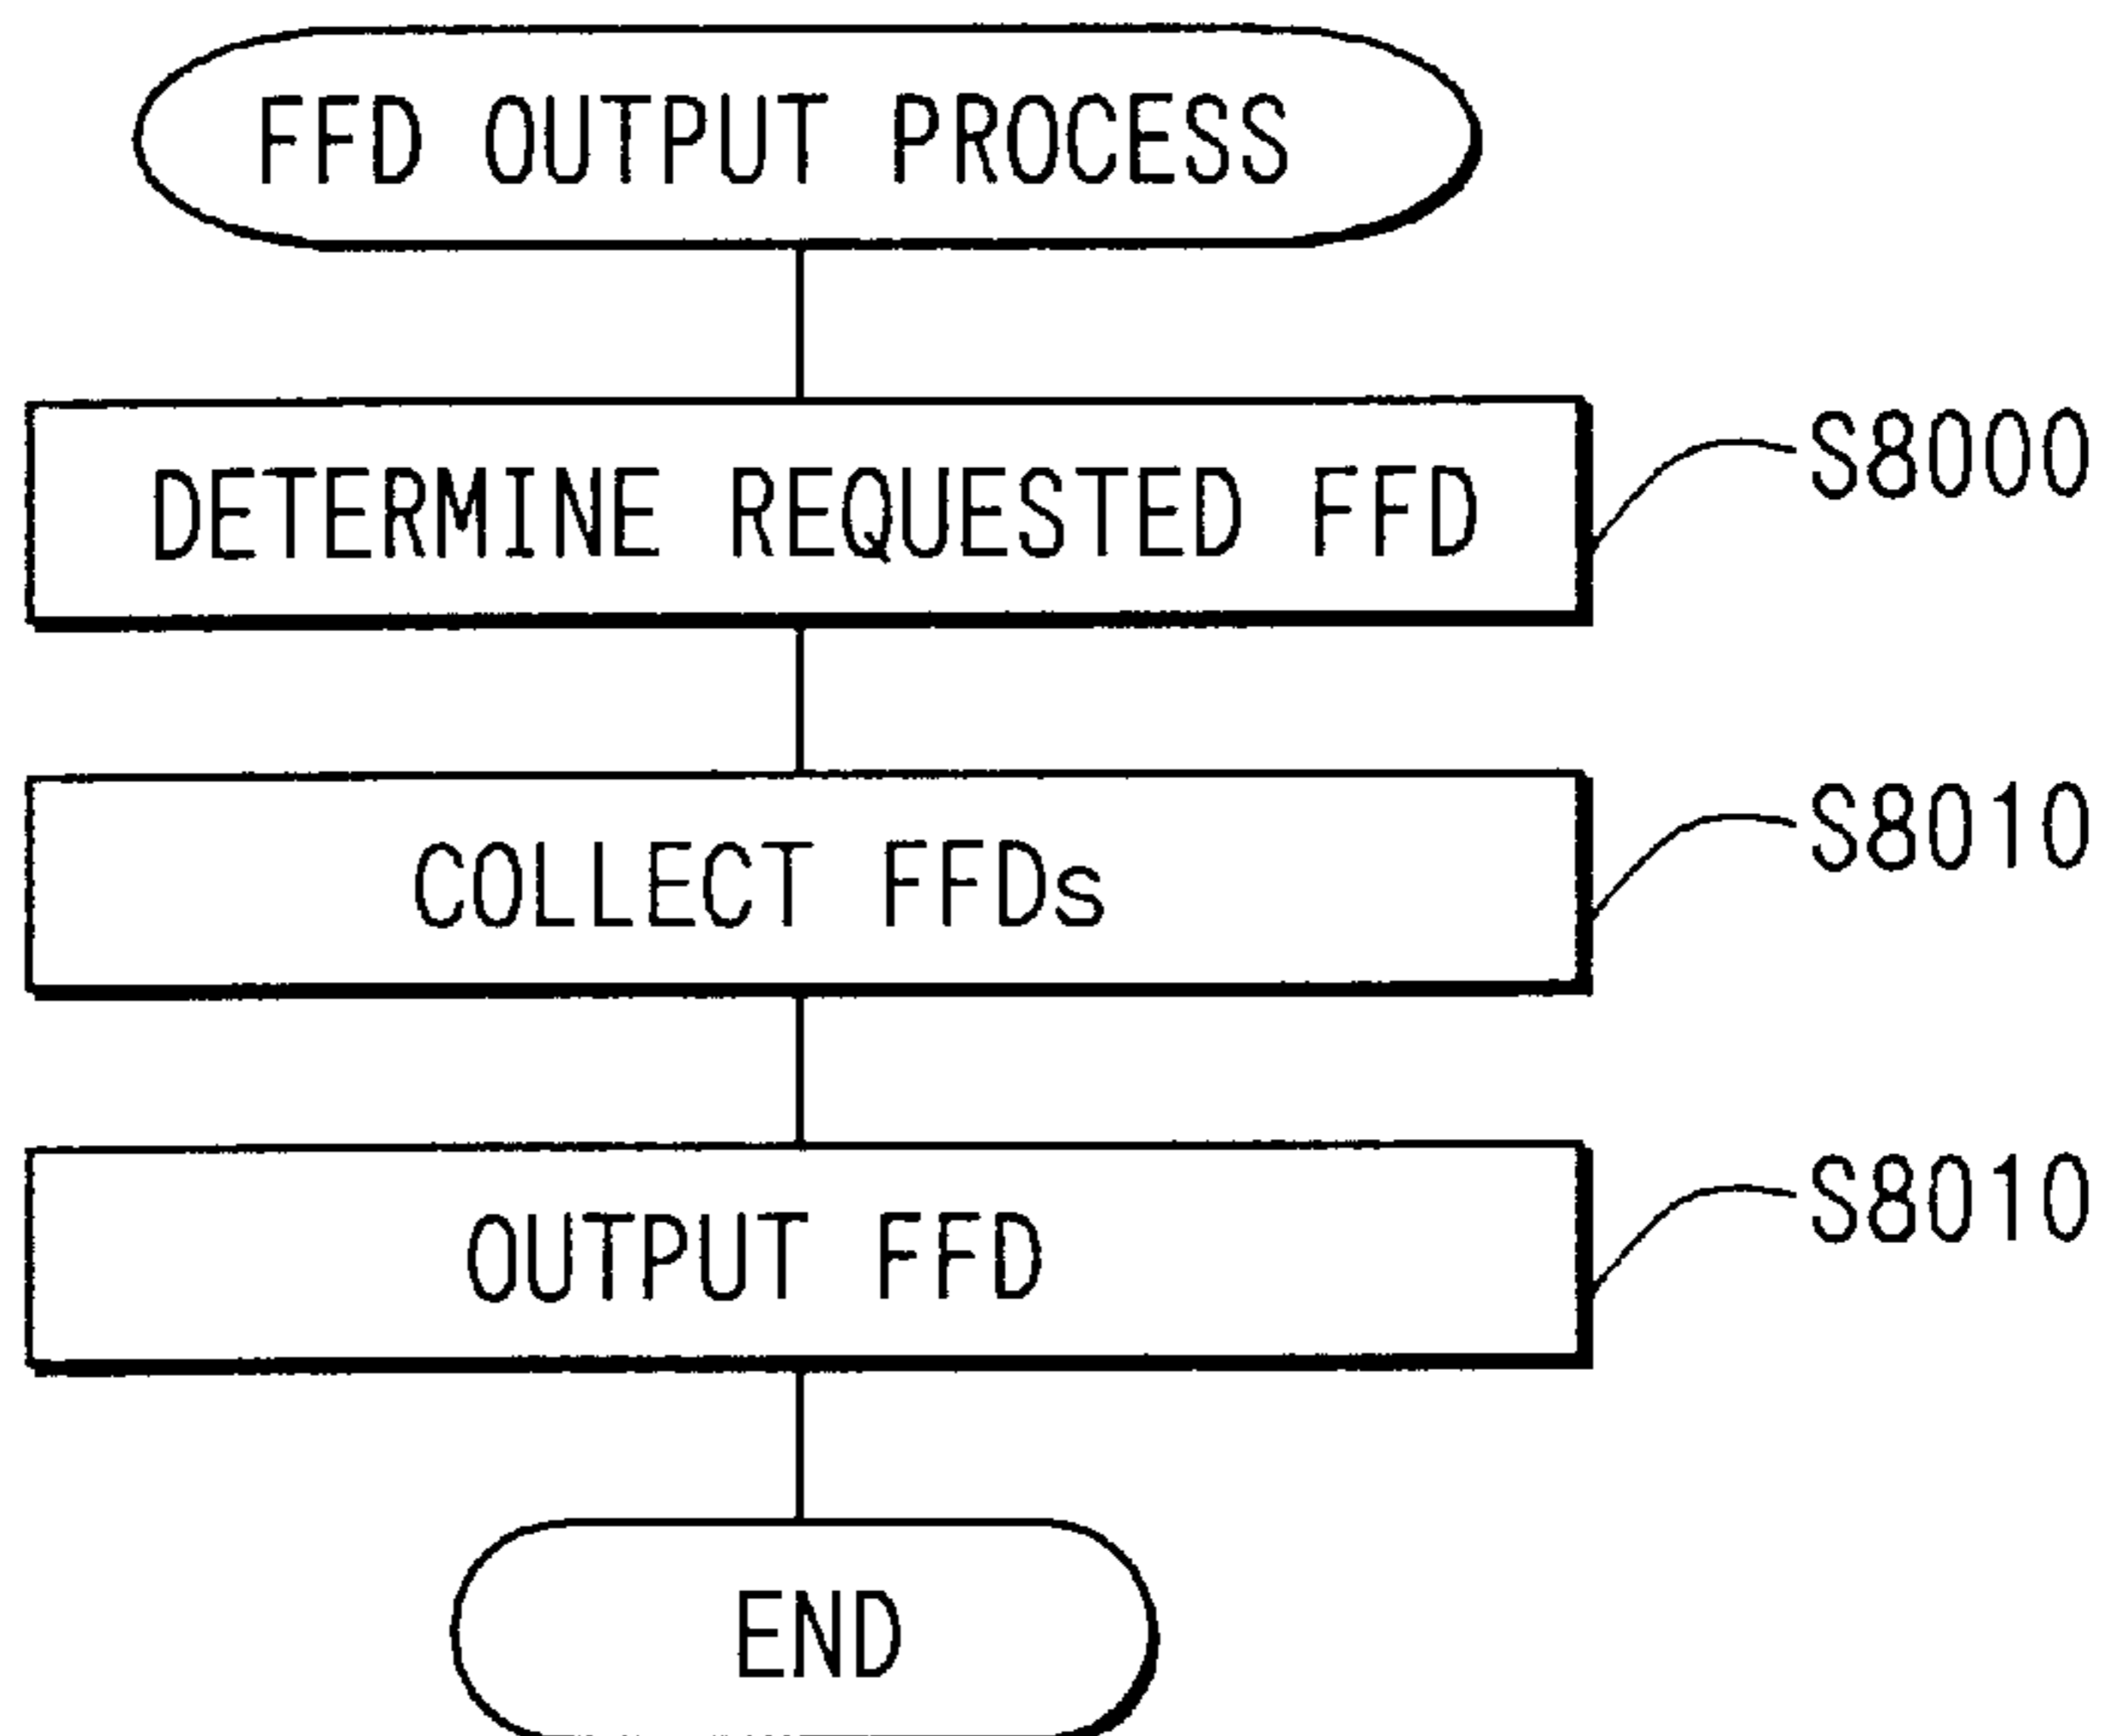 FFD OUTPUT PROCESS
DETERMINE REQUESTED FFD
S8000
COLLECT FFDs
S8010
OUTPUT FFD
S8010
END